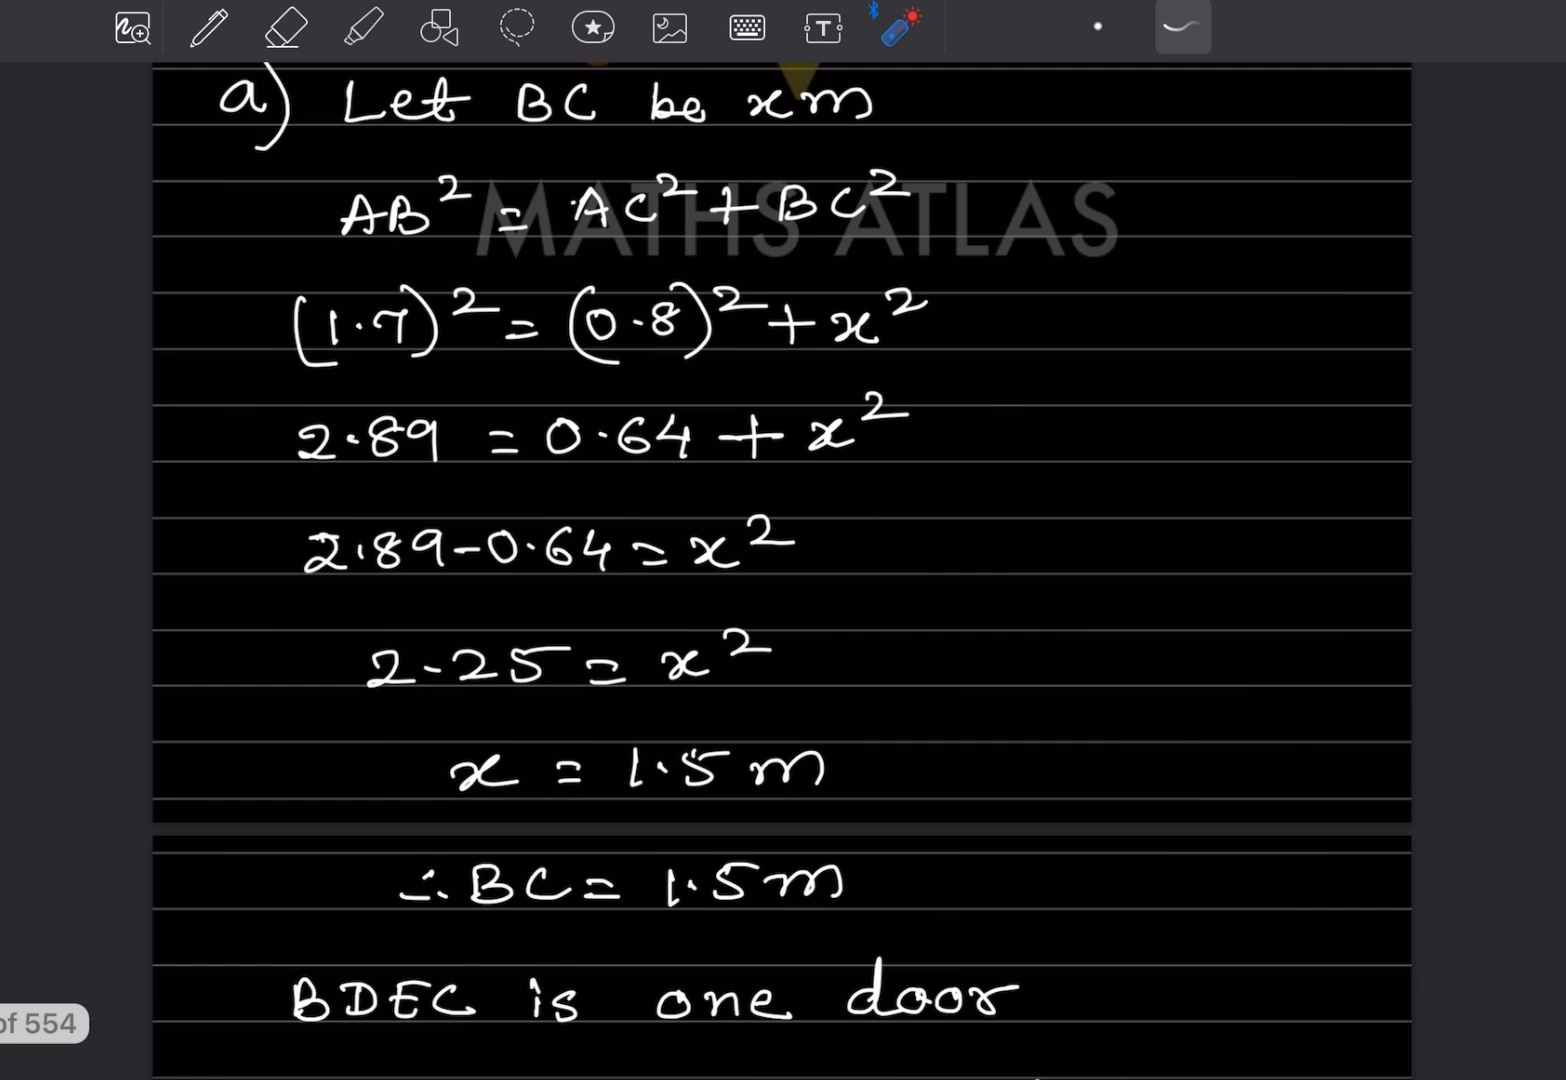 a) Let BC be x m
MATHS ATLAS
AB² = AC² + BC²
(1.7)² = (0.8)² + x²
2.89 = 0.64 + x²
2.89 - 0.64 = x²
2.25 = x²
x = 1.5 m
∴ BC = 1.5 m
BDEC is one door
of 554